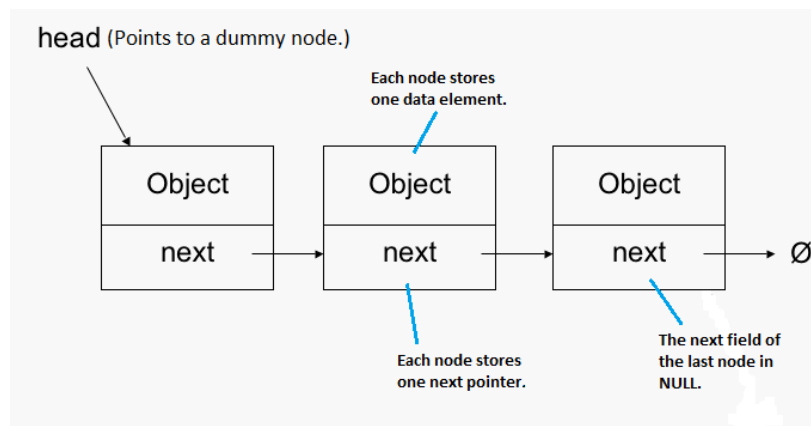 head (Points to a dummy node.)
Each node stores
one data element.
Object
Object
Object
next
next
next
Ø
Each node stores
one next pointer.
The next field of
the last node in
NULL.